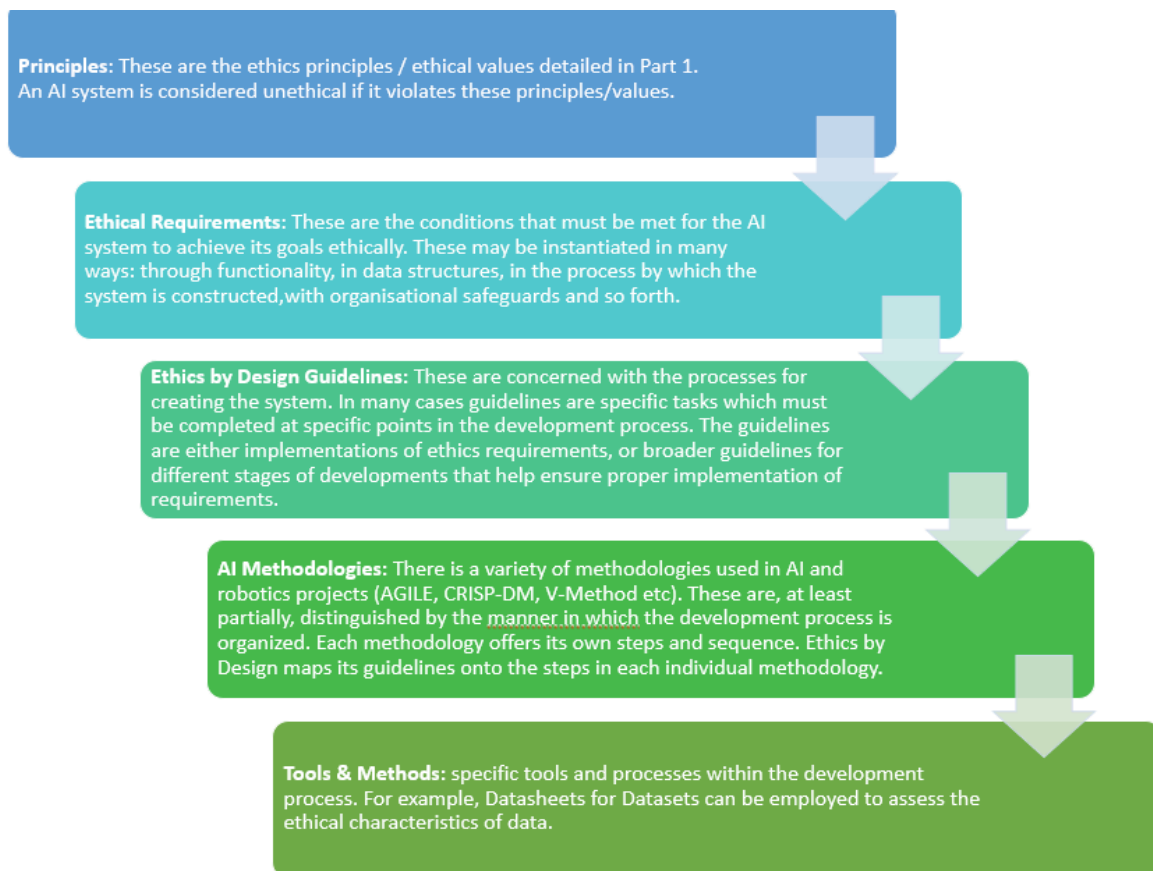 Principles: These are the ethics principles / ethical values detailed in Part 1.
An AI system is considered unethical if it violates these principles/values.
Ethical Requirements: These are the conditions that must be met for the AI
system to achieve its goals ethically. These may be instantiated in many
ways: through functionality, in data structures, in the process by which the
system is constructed,with organisational safeguards and so forth.
Ethics by Design Guidelines: These are concerned with the processes for
creating the system. In many cases guidelines are specific tasks which must
be completed at specific points in the development process. The guidelines
are either implementations of ethics requirements, or broader guidelines for
different stages of developments that help ensure proper implementation of
requirements.
AI Methodologies: There is a variety of methodologies used in AI and
robotics projects (AGILE, CRISP-DM, V-Method etc). These are, at least
partially, distinguished by the manner in which the development process is
organized. Each methodology offers its own steps and sequence. Ethics by
Design maps its guidelines onto the steps in each individual methodology.
Tools & Methods: specific tools and processes within the development
process. For example, Datasheets for Datasets can be employed to assess the
ethical characteristics of data.